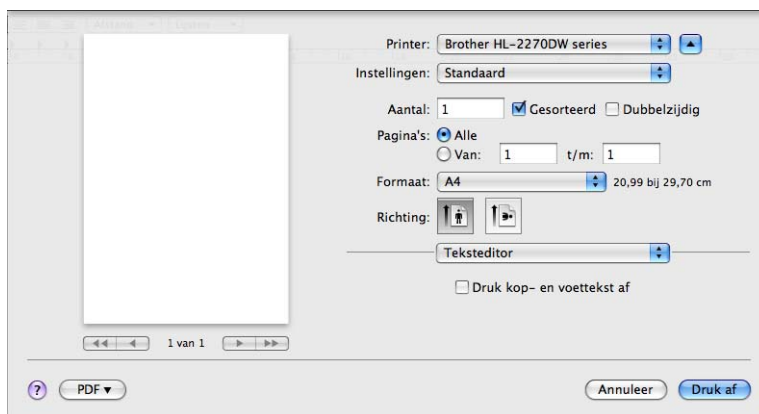 Printer: Brother HL-2270DW series
Instellingen: Standaard
Aantal: 1 Gesorteerd Dubbelzijdig
Pagina's: Alle
Van: 1 t/m: 1
Formaat: A4 20,99 bij 29,70 cm
Richting:
Teksteditor
Druk kop- en voettekst af
1 van 1
? PDF Annuleer Druk af